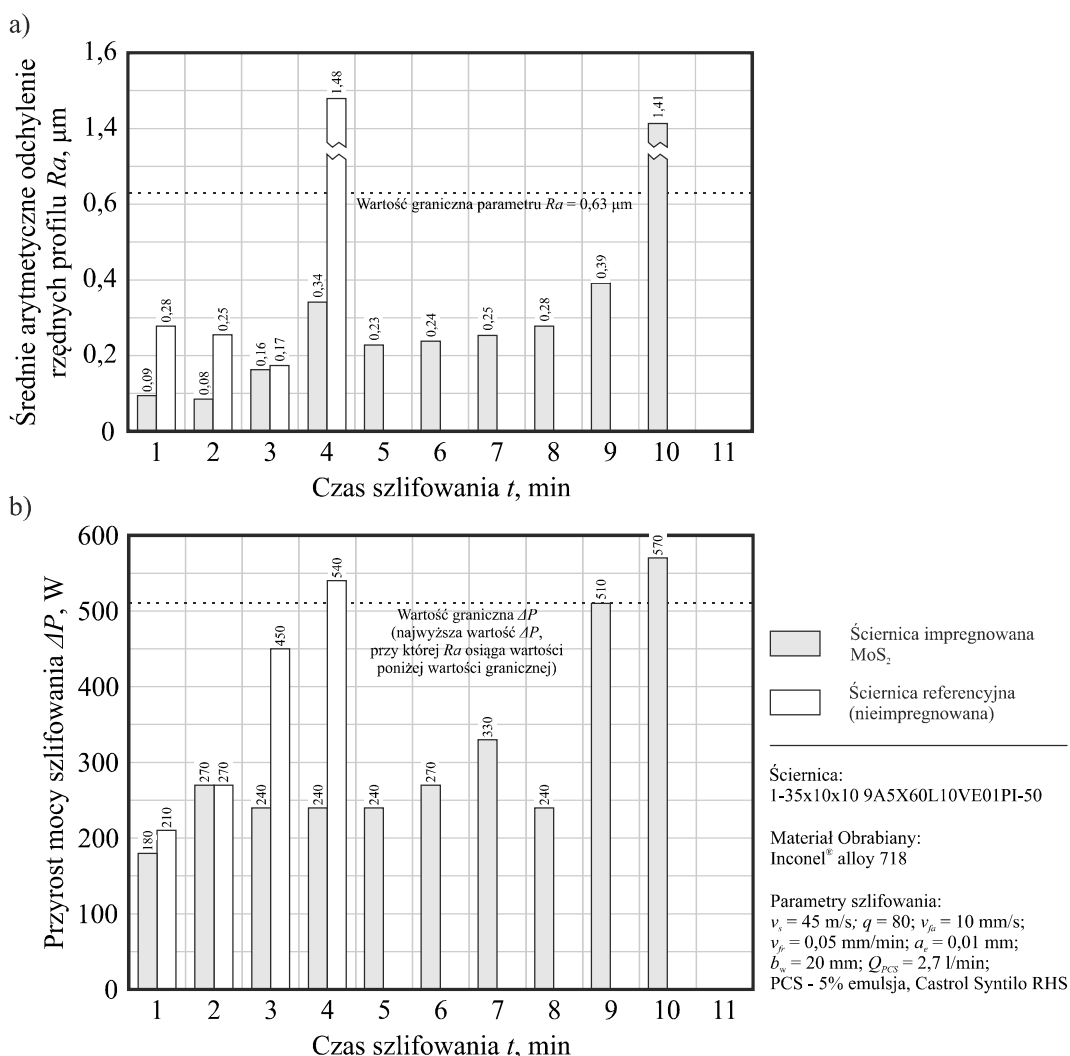 a)
Średnie arytmetyczne odchylenie
rzędnych profilu Ra, μm
1,6
1,4
0,6
0,4
0,2
0
0,09
0,28
0,08
0,25
0,16
0,17
0,34
1,48
0,23
0,24
0,25
0,28
0,39
1,41
Wartość graniczna parametru Ra = 0,63 μm
1 2 3 4 5 6 7 8 9 10 11
Czas szlifowania t, min
b)
Przyrost mocy szlifowania ΔP, W
600
500
400
300
200
100
0
180
210
270
270
240
450
240
540
240
270
330
240
510
570
Wartość graniczna ΔP
(najwyższa wartość ΔP,
przy której Ra osiąga wartości
poniżej wartości granicznej)
1 2 3 4 5 6 7 8 9 10 11
Czas szlifowania t, min
Ściernica impregnowana
MoS₂
Ściernica referencyjna
(nieimpregnowana)
Ściernica:
1-35x10x10 9A5X60L10VE01PI-50
Materiał Obrabiany:
Inconel® alloy 718
Parametry szlifowania:
vs = 45 m/s; q = 80; vfa = 10 mm/s;
vfr = 0,05 mm/min; ae = 0,01 mm;
bw = 20 mm; QPCS = 2,7 l/min;
PCS - 5% emulsja, Castrol Syntilo RHS